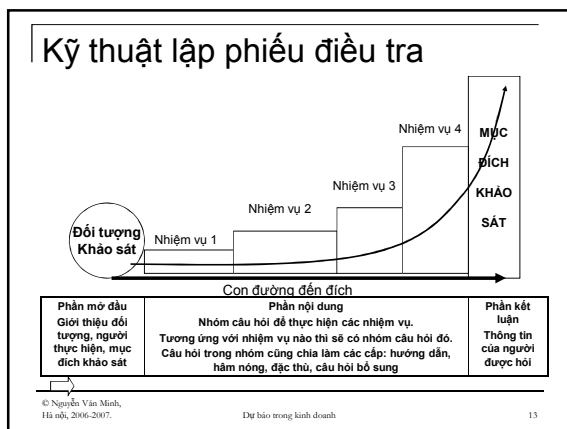 Kỹ thuật lập phiếu điều tra
Nhiệm vụ 4
MỤC
ĐÍCH
KHẢO
SÁT
Nhiệm vụ 3
Nhiệm vụ 2
Nhiệm vụ 1
Đối tượng
Khảo sát
Con đường đến đích
Phần mở đầu
Giới thiệu đối
tượng, người
thực hiện, mục
đích khảo sát
Phần nội dung
Nhóm câu hỏi để thực hiện các nhiệm vụ.
Tương ứng với nhiệm vụ nào thì sẽ có nhóm câu hỏi đó.
Câu hỏi trong nhóm cũng chia làm các cấp: hướng dẫn,
hâm nóng, đặc thù, câu hỏi bổ sung
Phần kết
luận
Thông tin
của người
được hỏi
© Nguyễn Văn Minh,
Hà nội, 2006-2007.
Dự báo trong kinh doanh
13